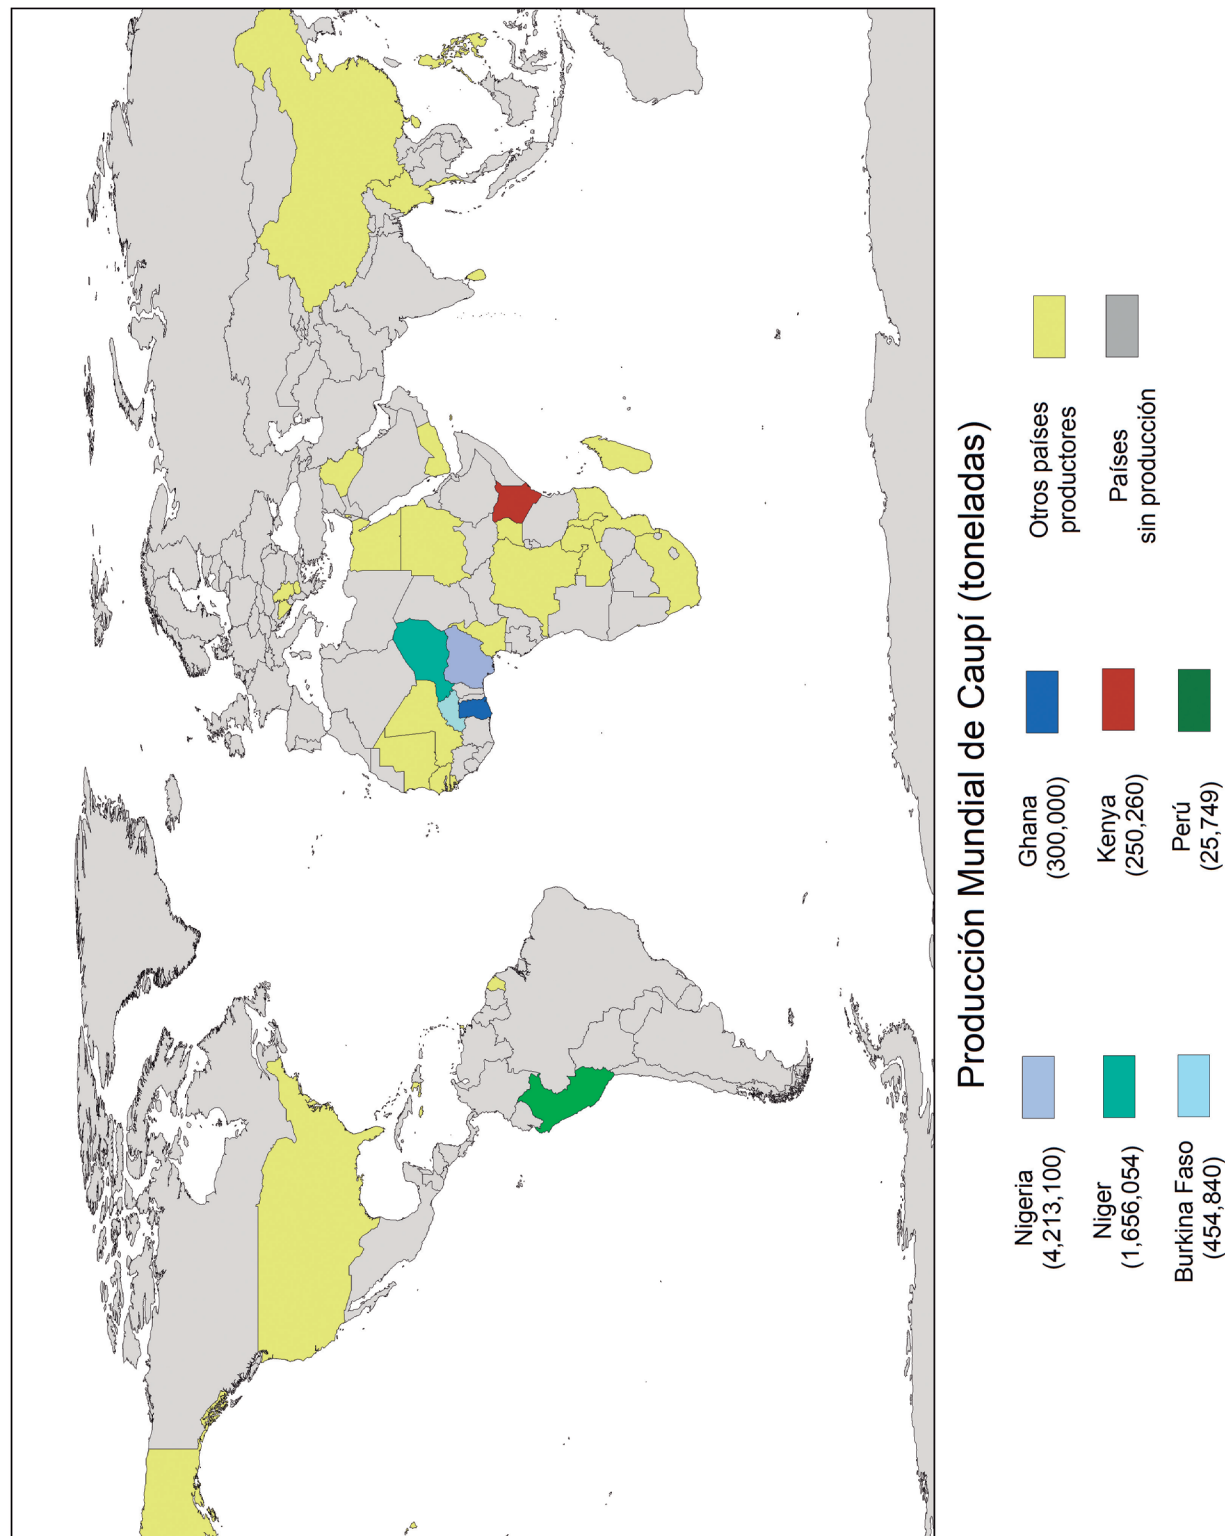 Producción Mundial de Caupí (toneladas)
Nigeria
(4,213,100)
Ghana
(300,000)
Otros países
productores
Niger
(1,656,054)
Kenya
(250,260)
Países
sin producción
Burkina Faso
(454,840)
Perú
(25,749)